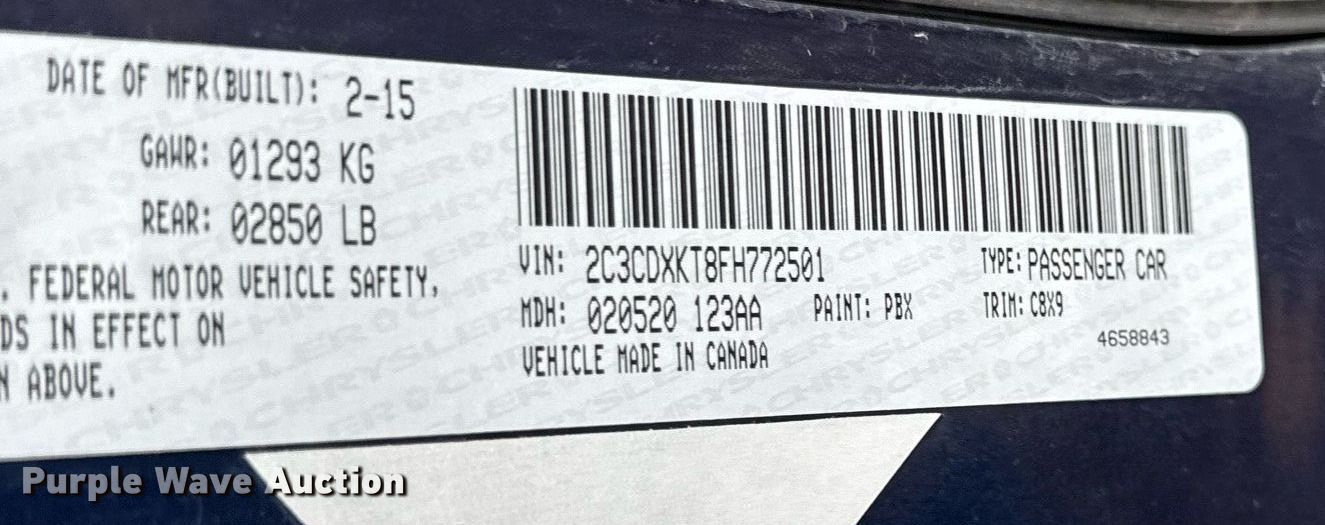 DATE OF MFR(BUILT): 2-15
GAWR: 01293 KG
REAR: 02850 LB
. FEDERAL MOTOR VEHICLE SAFETY,
DS IN EFFECT ON
N ABOVE.
VIN: 2C3CDXKT8FH772501
TYPE: PASSENGER CAR
MDH: 020520 123AA
PAINT: PBX
TRIM: C8X9
VEHICLE MADE IN CANADA
4658843
Purple Wave Auction